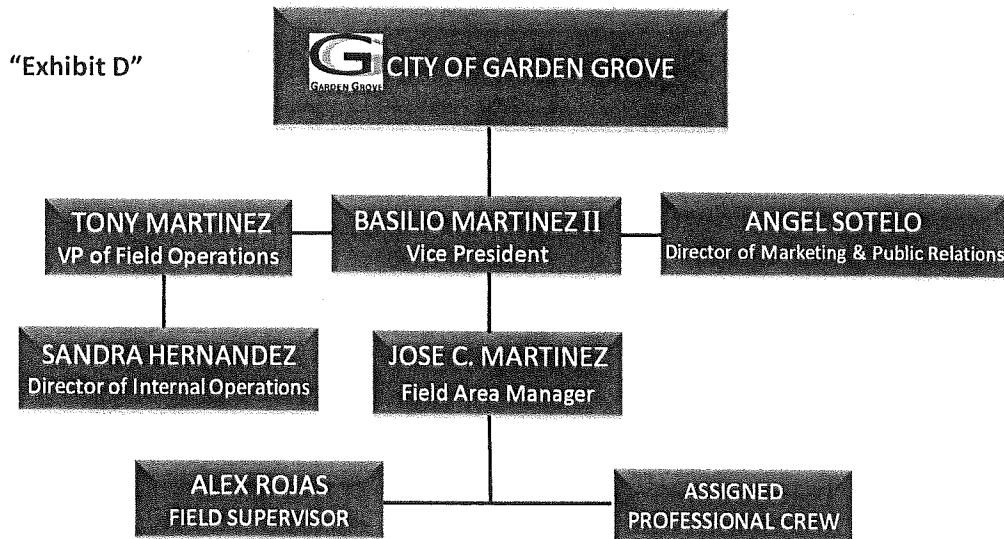 "Exhibit D"
GG
GARDEN GROVE
CITY OF GARDEN GROVE
TONY MARTINEZ
VP of Field Operations
BASILIO MARTINEZ II
Vice President
ANGEL SOTELO
Director of Marketing & Public Relations
SANDRA HERNANDEZ
Director of Internal Operations
JOSE C. MARTINEZ
Field Area Manager
ALEX ROJAS
FIELD SUPERVISOR
ASSIGNED
PROFESSIONAL CREW